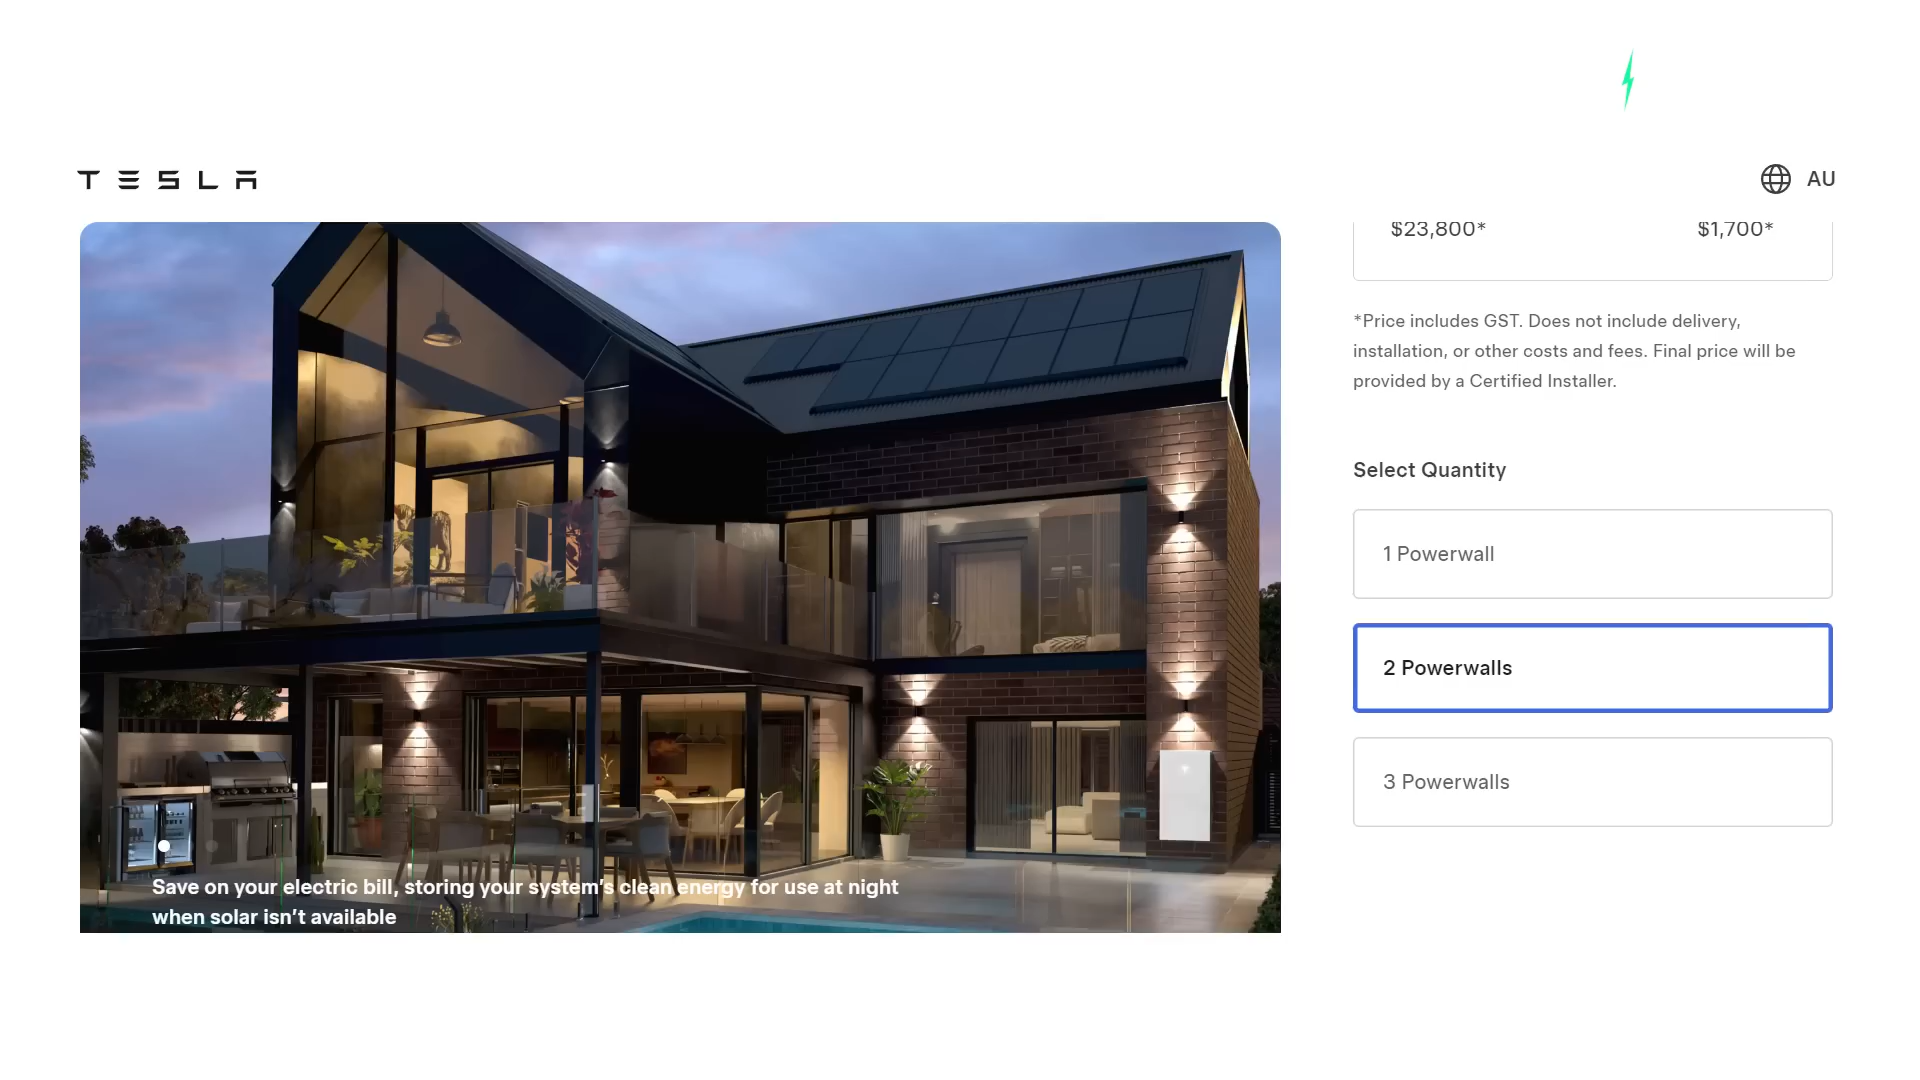 TESLA
AU
$23,800* $1,700*
*Price includes GST. Does not include delivery,
installation, or other costs and fees. Final price will be
provided by a Certified Installer.
Select Quantity
1 Powerwall
2 Powerwalls
3 Powerwalls
Save on your electric bill, storing your system’s clean energy for use at night
when solar isn’t available